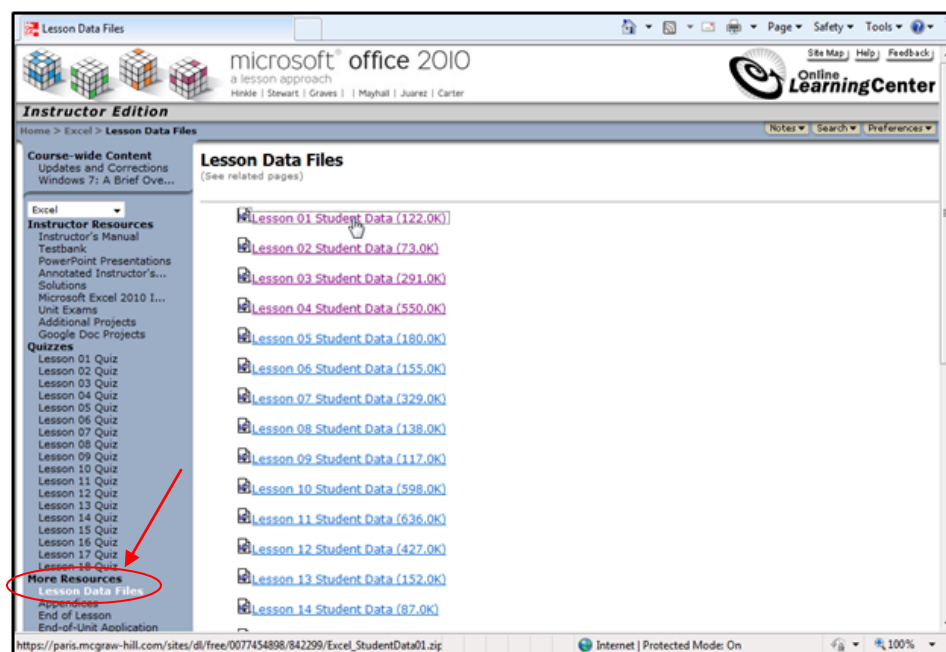 Lesson Data Files
Page
Safety
Tools
microsoft® office 2010
a lesson approach
Hinkle | Stewart | Graves | | Mayhall | Juarez | Carter
Site Map | Help | Feedback
Online
LearningCenter
Instructor Edition
Home > Excel > Lesson Data Files
Notes
Search
Preferences
Course-wide Content
Updates and Corrections
Windows 7: A Brief Ove...
Excel
Instructor Resources
Instructor's Manual
Testbank
PowerPoint Presentations
Annotated Instructor's...
Solutions
Microsoft Excel 2010 I...
Unit Exams
Additional Projects
Google Doc Projects
Quizzes
Lesson 01 Quiz
Lesson 02 Quiz
Lesson 03 Quiz
Lesson 04 Quiz
Lesson 05 Quiz
Lesson 06 Quiz
Lesson 07 Quiz
Lesson 08 Quiz
Lesson 09 Quiz
Lesson 10 Quiz
Lesson 11 Quiz
Lesson 12 Quiz
Lesson 13 Quiz
Lesson 14 Quiz
Lesson 15 Quiz
Lesson 16 Quiz
Lesson 17 Quiz
Lesson 18 Quiz
More Resources
Lesson Data Files
Appendices
End of Lesson
End-of-Unit Application
Lesson Data Files
(See related pages)
Lesson 01 Student Data (122.0K)
Lesson 02 Student Data (73.0K)
Lesson 03 Student Data (291.0K)
Lesson 04 Student Data (550.0K)
Lesson 05 Student Data (180.0K)
Lesson 06 Student Data (155.0K)
Lesson 07 Student Data (329.0K)
Lesson 08 Student Data (138.0K)
Lesson 09 Student Data (117.0K)
Lesson 10 Student Data (598.0K)
Lesson 11 Student Data (636.0K)
Lesson 12 Student Data (427.0K)
Lesson 13 Student Data (152.0K)
Lesson 14 Student Data (87.0K)
https://paris.mcgraw-hill.com/sites/dl/free/0077454898/842299/Excel_StudentData01.zip
Internet | Protected Mode: On
100%